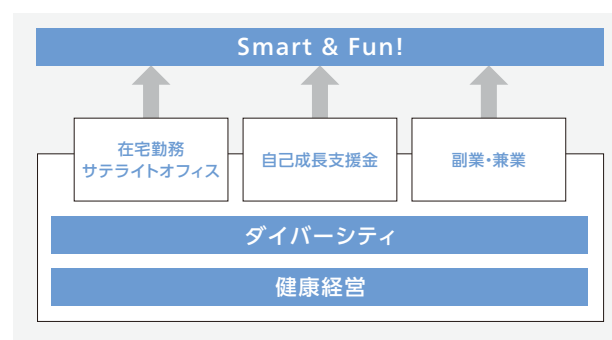 Smart & Fun!
在宅勤務
サテライトオフィス
自己成長支援金
副業・兼業
ダイバーシティ
健康経営